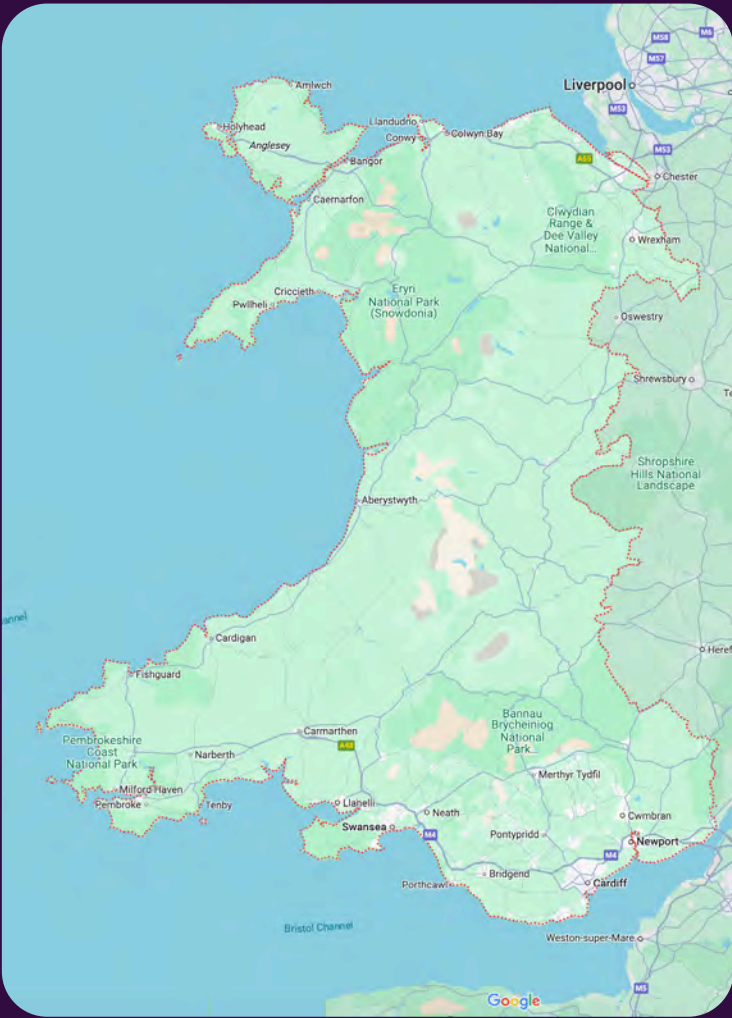 M58
M6
M57
Liverpool
M53
Amlwch
Holyhead
Anglesey
Llandudno
Conwy
Colwyn Bay
Bangor
A55
M53
Chester
Caernarfon
Clwydian
Range &
Dee Valley
National...
Wrexham
Criccieth
Pwllheli
Eryri
National Park
(Snowdonia)
Oswestry
Shrewsbury
Te
Shropshire
Hills National
Landscape
Aberystwyth
annel
Cardigan
Heref
Fishguard
Bannau
Brycheiniog
National
Park...
Pembrokeshire
Coast
National Park
Carmarthen
A48
Narberth
Merthyr Tydfil
Milford Haven
Pembroke
Tenby
Llanelli
Neath
Cwmbran
Swansea
M4
Pontypridd
Newport
M4
Bridgend
Porthcawl
Cardiff
Bristol Channel
Weston-super-Mare
M5
Google